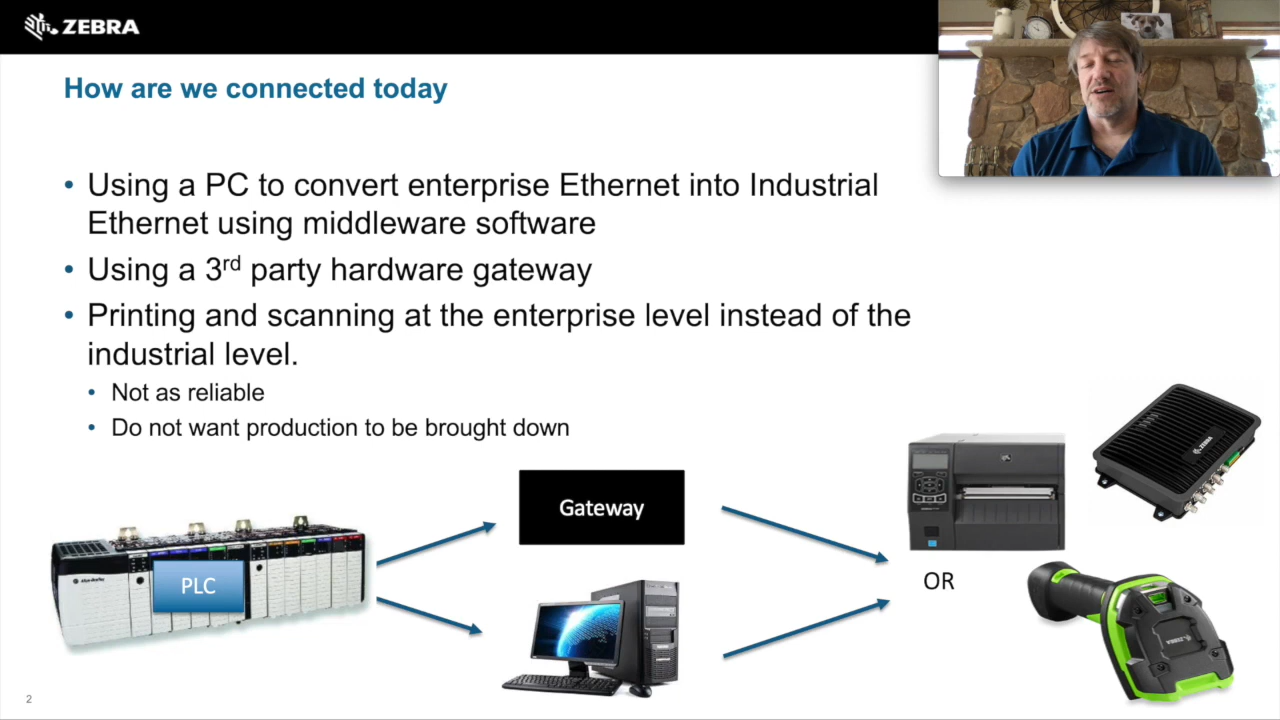 ZEBRA
How are we connected today
• Using a PC to convert enterprise Ethernet into Industrial
Ethernet using middleware software
• Using a 3rd party hardware gateway
• Printing and scanning at the enterprise level instead of the
industrial level.
• Not as reliable
• Do not want production to be brought down
Gateway
ZEBRA
PLC
OR
2